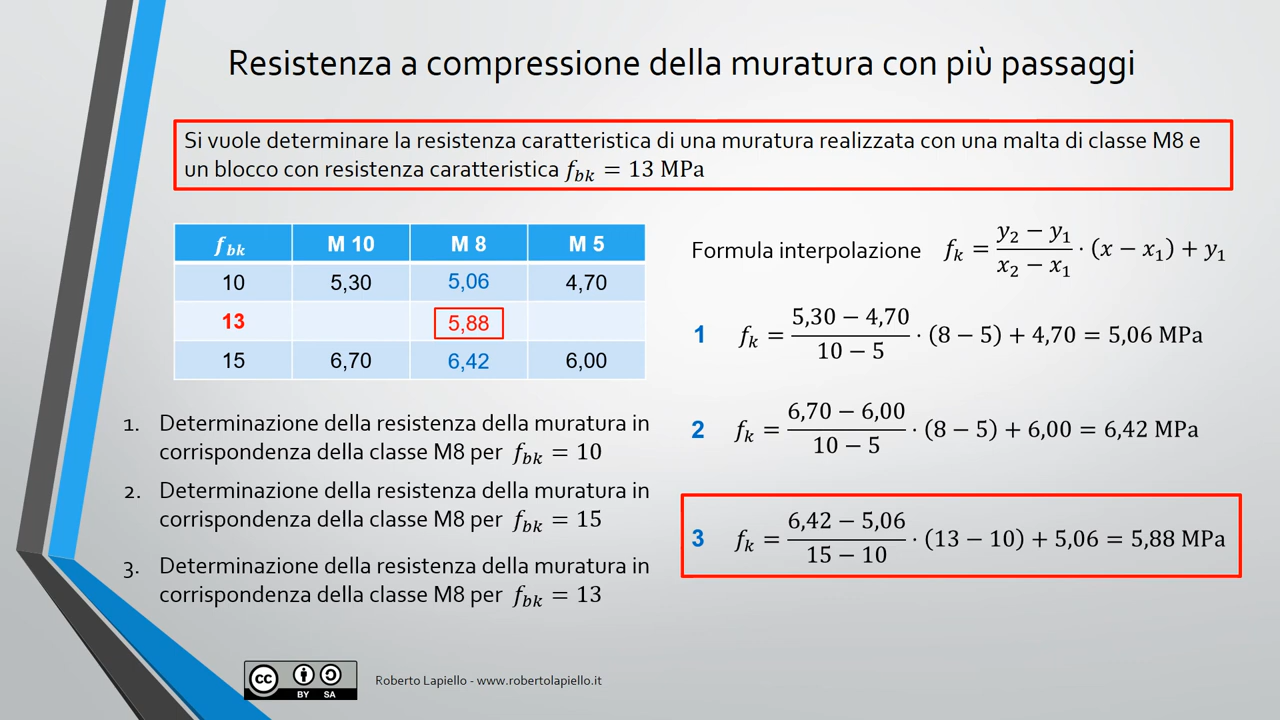 Resistenza a compressione della muratura con più passaggi
Si vuole determinare la resistenza caratteristica di una muratura realizzata con una malta di classe M8 e
un blocco con resistenza caratteristica f_bk = 13 MPa
f_bk M 10 M 8 M 5
10 5,30 5,06 4,70
13 5,88
15 6,70 6,42 6,00
1. Determinazione della resistenza della muratura in
corrispondenza della classe M8 per f_bk = 10
2. Determinazione della resistenza della muratura in
corrispondenza della classe M8 per f_bk = 15
3. Determinazione della resistenza della muratura in
corrispondenza della classe M8 per f_bk = 13
Formula interpolazione f_k = (y₂ − y₁)/(x₂ − x₁) · (x − x₁) + y₁
1 f_k = (5,30 − 4,70)/(10 − 5) · (8 − 5) + 4,70 = 5,06 MPa
2 f_k = (6,70 − 6,00)/(10 − 5) · (8 − 5) + 6,00 = 6,42 MPa
3 f_k = (6,42 − 5,06)/(15 − 10) · (13 − 10) + 5,06 = 5,88 MPa
cc BY SA
Roberto Lapiello - www.robertolapiello.it